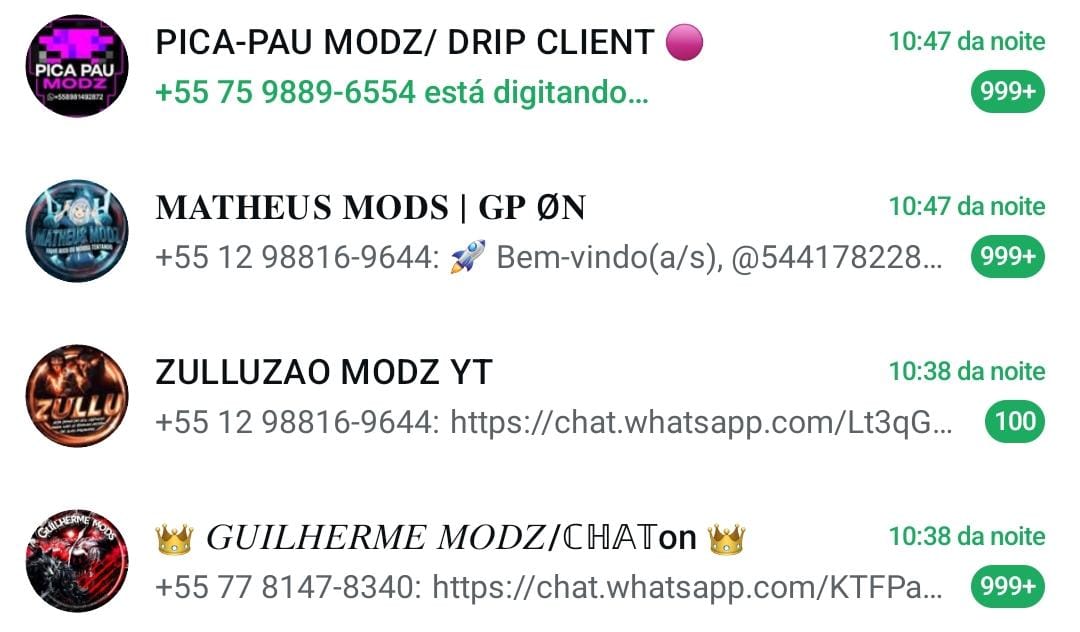 PICA-PAU MODZ/ DRIP CLIENT
10:47 da noite
+55 75 9889-6554 está digitando...
999+
PICA PAU
MODZ
+558981492872
𝐌𝐀𝐓𝐇𝐄𝐔𝐒 𝐌𝐎𝐃𝐒 | 𝐆𝐏 Ø𝐍
10:47 da noite
+55 12 98816-9644: 🚀 Bem-vindo(a/s), @544178228...
999+
MATHEUS MODZ
ZULLUZAO MODZ YT
10:38 da noite
+55 12 98816-9644: https://chat.whatsapp.com/Lt3qG...
100
ZULLU
👑 𝐺𝑈𝐼𝐿𝐻𝐸𝑅𝑀𝐸 𝑀𝑂𝐷𝑍/ℂℍ𝔸𝕋on 👑
10:38 da noite
+55 77 8147-8340: https://chat.whatsapp.com/KTFPa...
999+
GUILHERME MODS